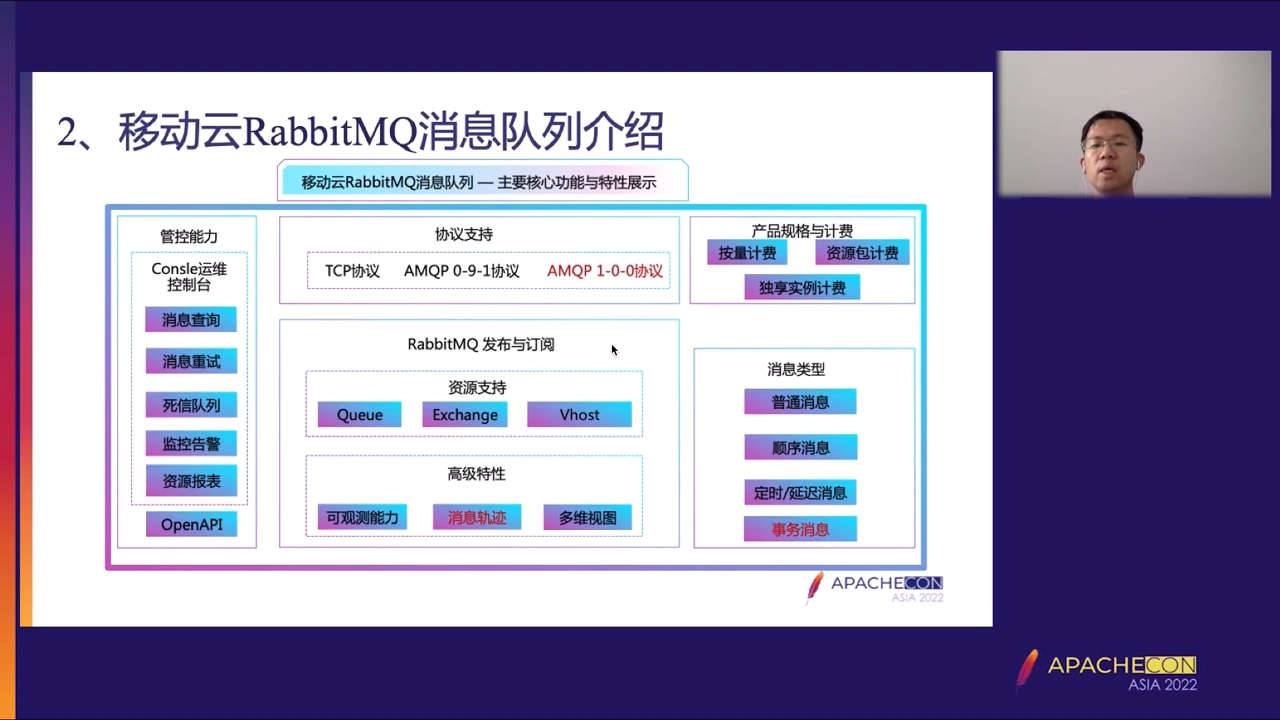 2、移动云RabbitMQ消息队列介绍
移动云RabbitMQ消息队列 — 主要核心功能与特性展示
管控能力
Consle运维
控制台
消息查询
消息重试
死信队列
监控告警
资源报表
OpenAPI
协议支持
TCP协议 AMQP 0-9-1协议 AMQP 1-0-0协议
RabbitMQ 发布与订阅
资源支持
Queue Exchange Vhost
高级特性
可观测能力 消息轨迹 多维视图
产品规格与计费
按量计费 资源包计费
独享实例计费
消息类型
普通消息
顺序消息
定时/延迟消息
事务消息
APACHECON
ASIA 2022
APACHECON
ASIA 2022